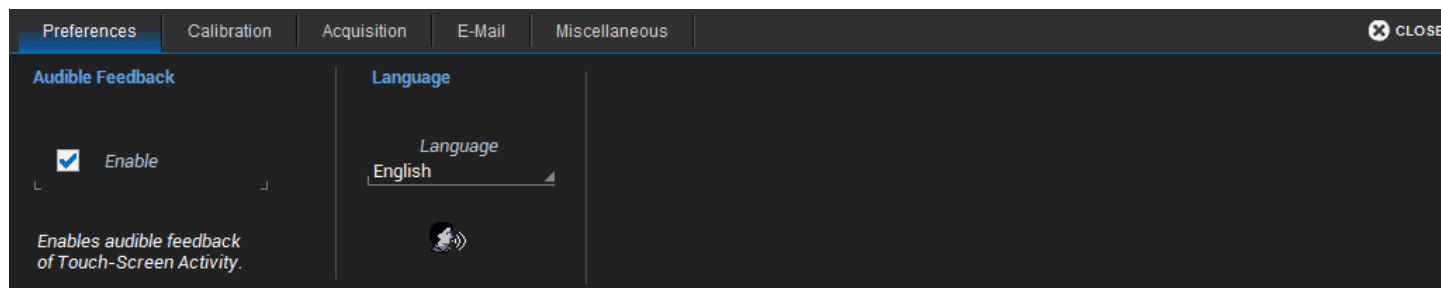 Preferences Calibration Acquisition E-Mail Miscellaneous CLOSE
Audible Feedback Language
Language
Enable English
Enables audible feedback
of Touch-Screen Activity.